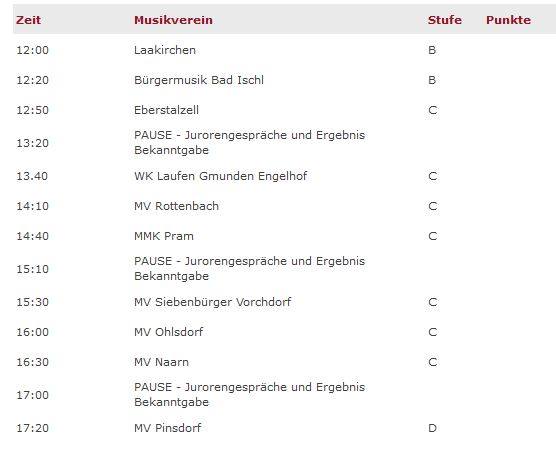 Zeit Musikverein Stufe Punkte
12:00 Laakirchen B
12:20 Bürgermusik Bad Ischl B
12:50 Eberstalzell C
13:20 PAUSE - Jurorengespräche und Ergebnis
Bekanntgabe
13.40 WK Laufen Gmunden Engelhof C
14:10 MV Rottenbach C
14:40 MMK Pram C
15:10 PAUSE - Jurorengespräche und Ergebnis
Bekanntgabe
15:30 MV Siebenbürger Vorchdorf C
16:00 MV Ohlsdorf C
16:30 MV Naarn C
17:00 PAUSE - Jurorengespräche und Ergebnis
Bekanntgabe
17:20 MV Pinsdorf D